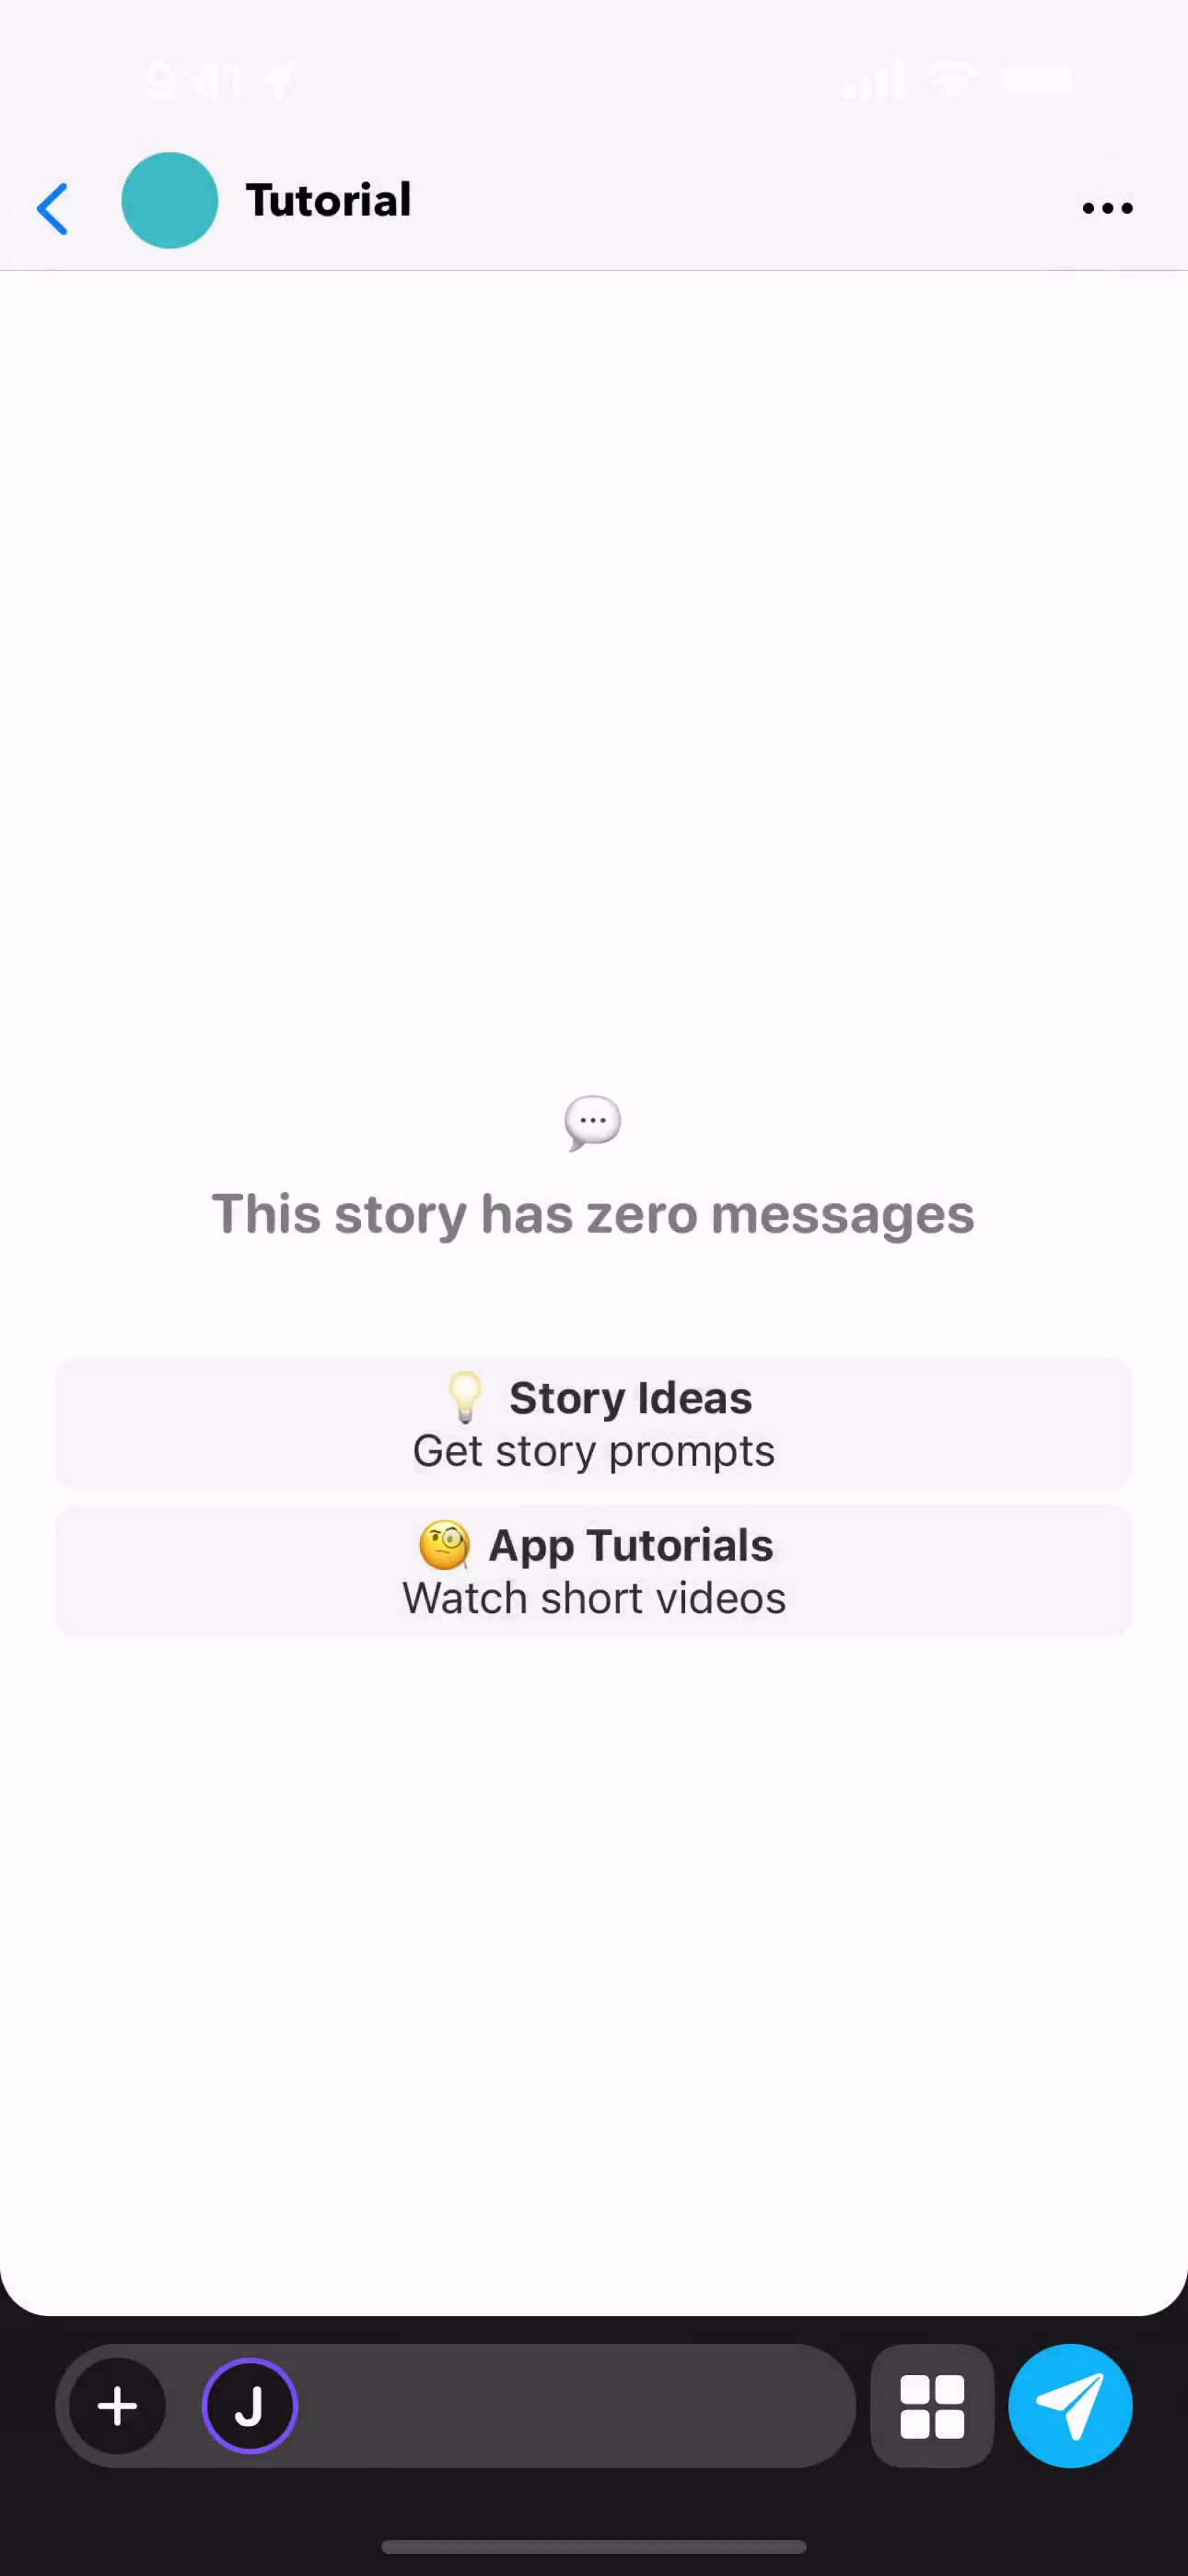 9:41
Tutorial
This story has zero messages
Story Ideas
Get story prompts
App Tutorials
Watch short videos
J